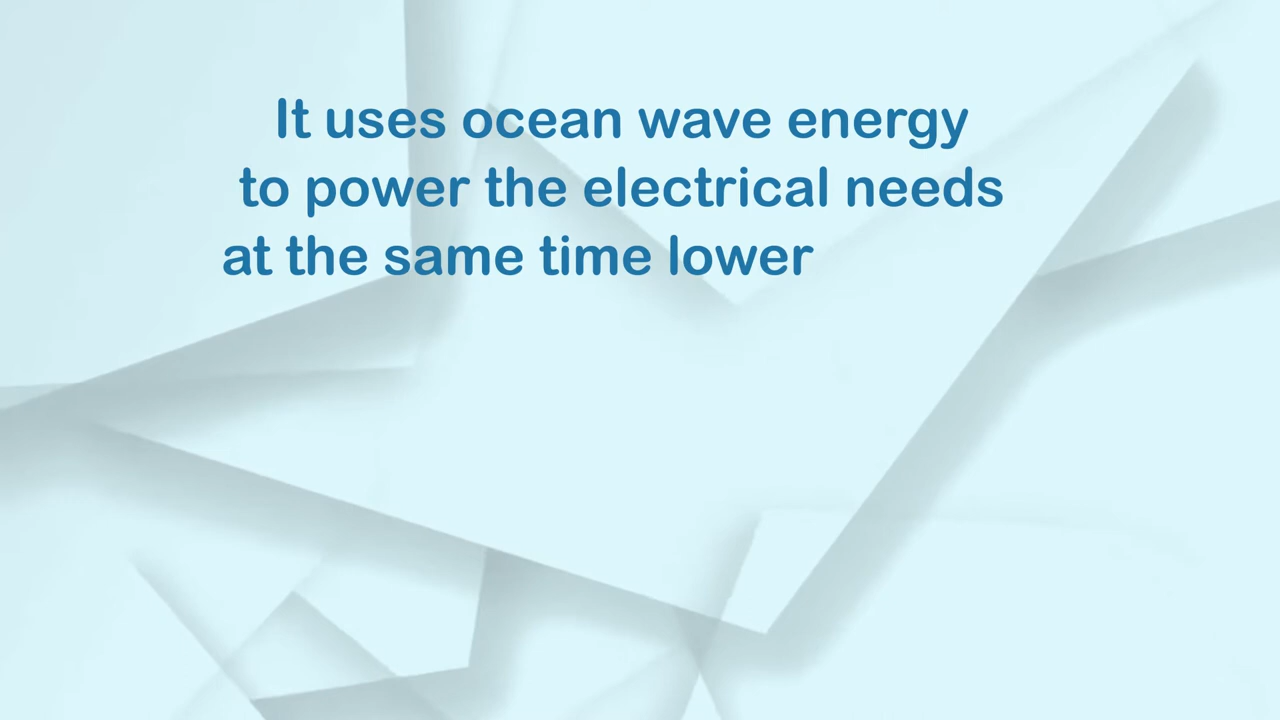 It uses ocean wave energy
to power the electrical needs
at the same time lower